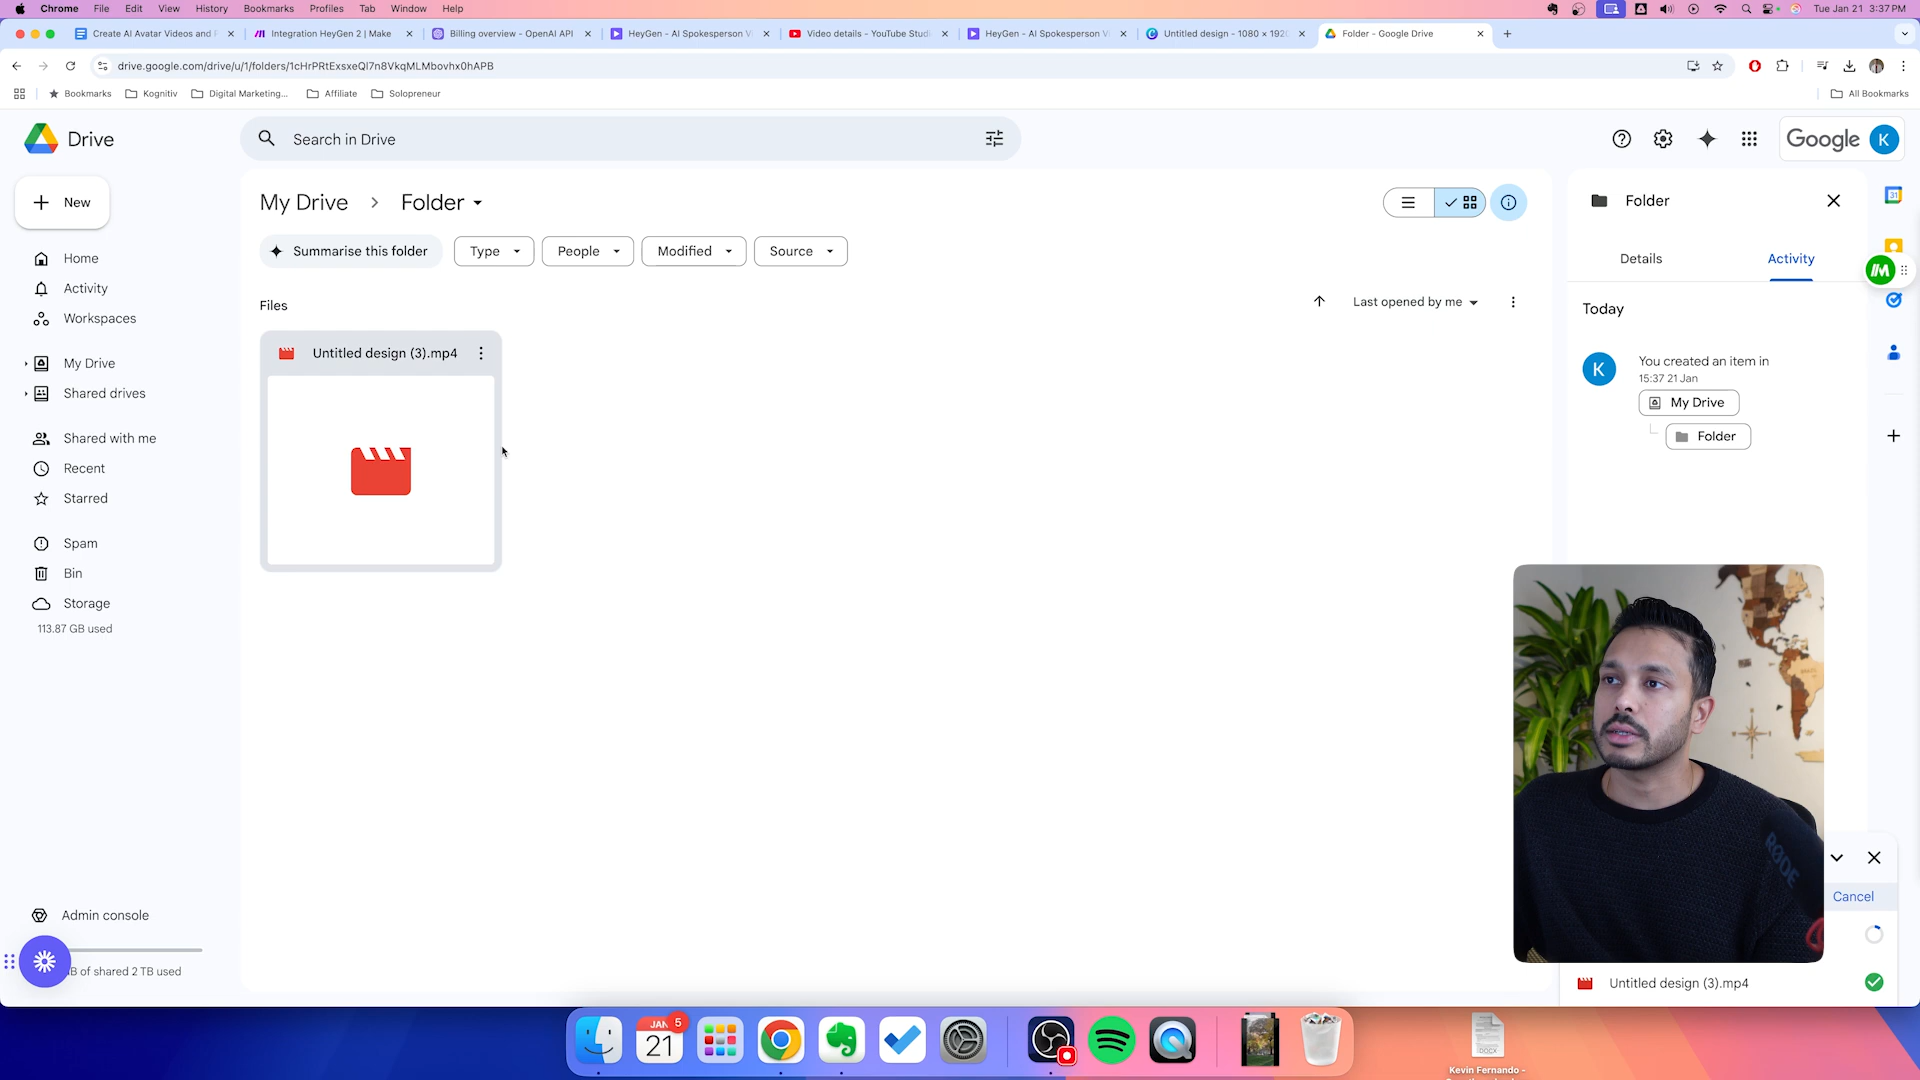 Chrome File Edit View History Bookmarks Profiles Tab Window Help
Tue Jan 21 3:37 PM
Create AI Avatar Videos and
Integration HeyGen 2 | Make
Billing overview - OpenAI API
HeyGen - AI Spokesperson Vi
Video details - YouTube Studi
HeyGen - AI Spokesperson Vi
Untitled design - 1080 × 192
Folder - Google Drive
drive.google.com/drive/u/1/folders/1cHrPRtExsxeQl7n8VkqMLMbovhx0hAPB
Bookmarks Kognitiv Digital Marketing... Affiliate Solopreneur
All Bookmarks
Drive
Search in Drive
Google K
New
My Drive Folder
Folder
Summarise this folder
Type People Modified Source
Home
Details Activity
Activity
Files
Last opened by me
Today
Workspaces
Untitled design (3).mp4
You created an item in
15:37 21 Jan
K
My Drive
My Drive
Shared drives
Folder
Shared with me
Recent
Starred
Spam
Bin
Storage
113.87 GB used
RØDE
Cancel
Admin console
B of shared 2 TB used
Untitled design (3).mp4
JAN 5
21
DOCX
Kevin Fernando -